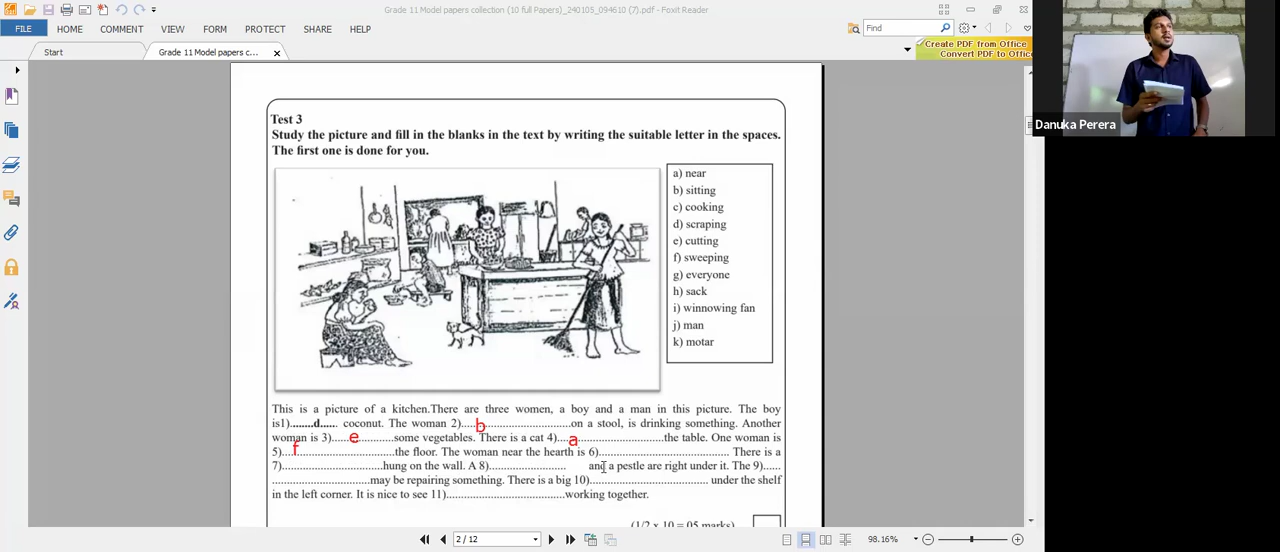 Grade 11 Model papers collection (10 full Papers)_240105_094610 (7).pdf - Foxit Reader
FILE HOME COMMENT VIEW FORM PROTECT SHARE HELP
Find
Start
Grade 11 Model papers c...
Create PDF from Office
Convert PDF to Offic
Danuka Perera
Test 3
Study the picture and fill in the blanks in the text by writing the suitable letter in the spaces.
The first one is done for you.
a) near
b) sitting
c) cooking
d) scraping
e) cutting
f) sweeping
g) everyone
h) sack
i) winnowing fan
j) man
k) motar
This is a picture of a kitchen.There are three women, a boy and a man in this picture. The boy
is1)........d...... coconut. The woman 2)....b....on a stool, is drinking something. Another
woman is 3)....e....some vegetables. There is a cat 4)....a....the table. One woman is
5)....f....the floor. The woman near the hearth is 6)........ There is a
7)........hung on the wall. A 8)........ and a pestle are right under it. The 9)......
........may be repairing something. There is a big 10)........ under the shelf
in the left corner. It is nice to see 11)........working together.
(1/2 x 10 = 05 marks)
2 / 12
98.16%